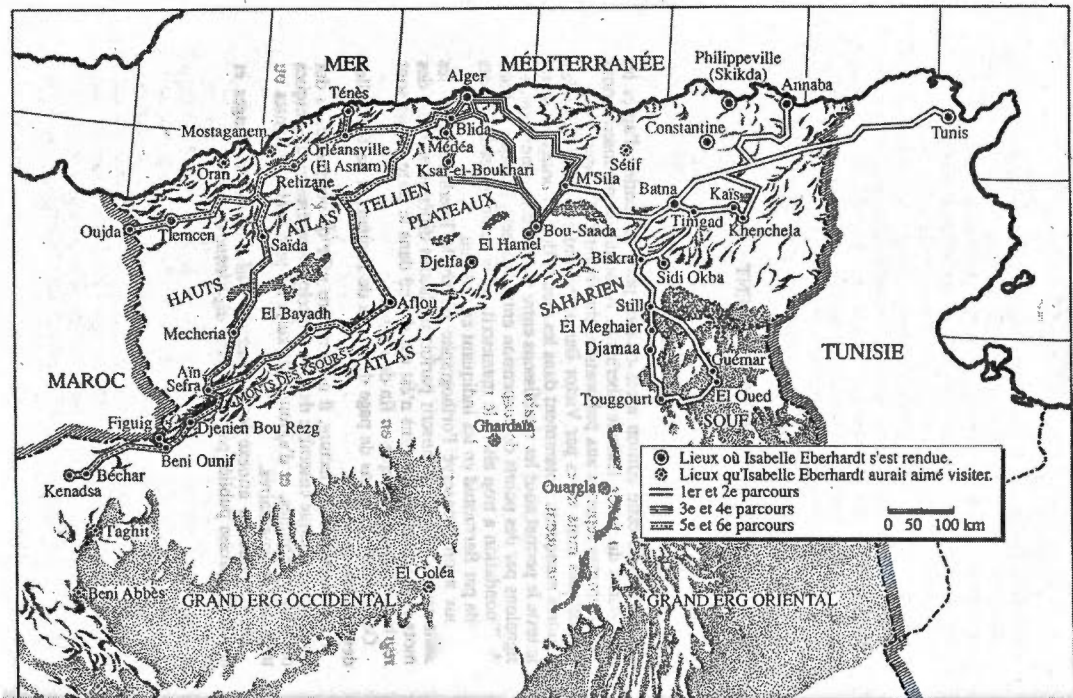 MER MÉDITERRANÉE
Philippeville
(Skikda)
Annaba
Alger
Ténès
Tunis
Mostaganem
Blida
Constantine
Orléansville
(El Asnam)
Médéa
Sétif
Oran
Ksar-el-Boukhari
Relizane
M'Sila
Batna
Kaïs
ATLAS TELLIEN
PLATEAUX
Timgad
Oujda
Tlemcen
Bou-Saada
Khenchela
Saïda
El Hamel
Djelfa
Biskra
Sidi Okba
HAUTS
SAHARIEN
Still
Aflou
El Bayadh
El Meghaier
Mecheria
Djamaa
TUNISIE
ATLAS
Guémar
MAROC
Aïn
Sefra
MONTS DES KSOURS
Touggourt
El Oued
SOUF
Figuig
Djenien Bou Rezg
Ghardaïa
Beni Ounif
Béchar
Kenadsa
Ouargla
Lieux où Isabelle Eberhardt s'est rendue.
Lieux qu'Isabelle Eberhardt aurait aimé visiter.
1er et 2e parcours
3e et 4e parcours
5e et 6e parcours
0 50 100 km
Taghit
El Goléa
Beni Abbès
GRAND ERG OCCIDENTAL
GRAND ERG ORIENTAL